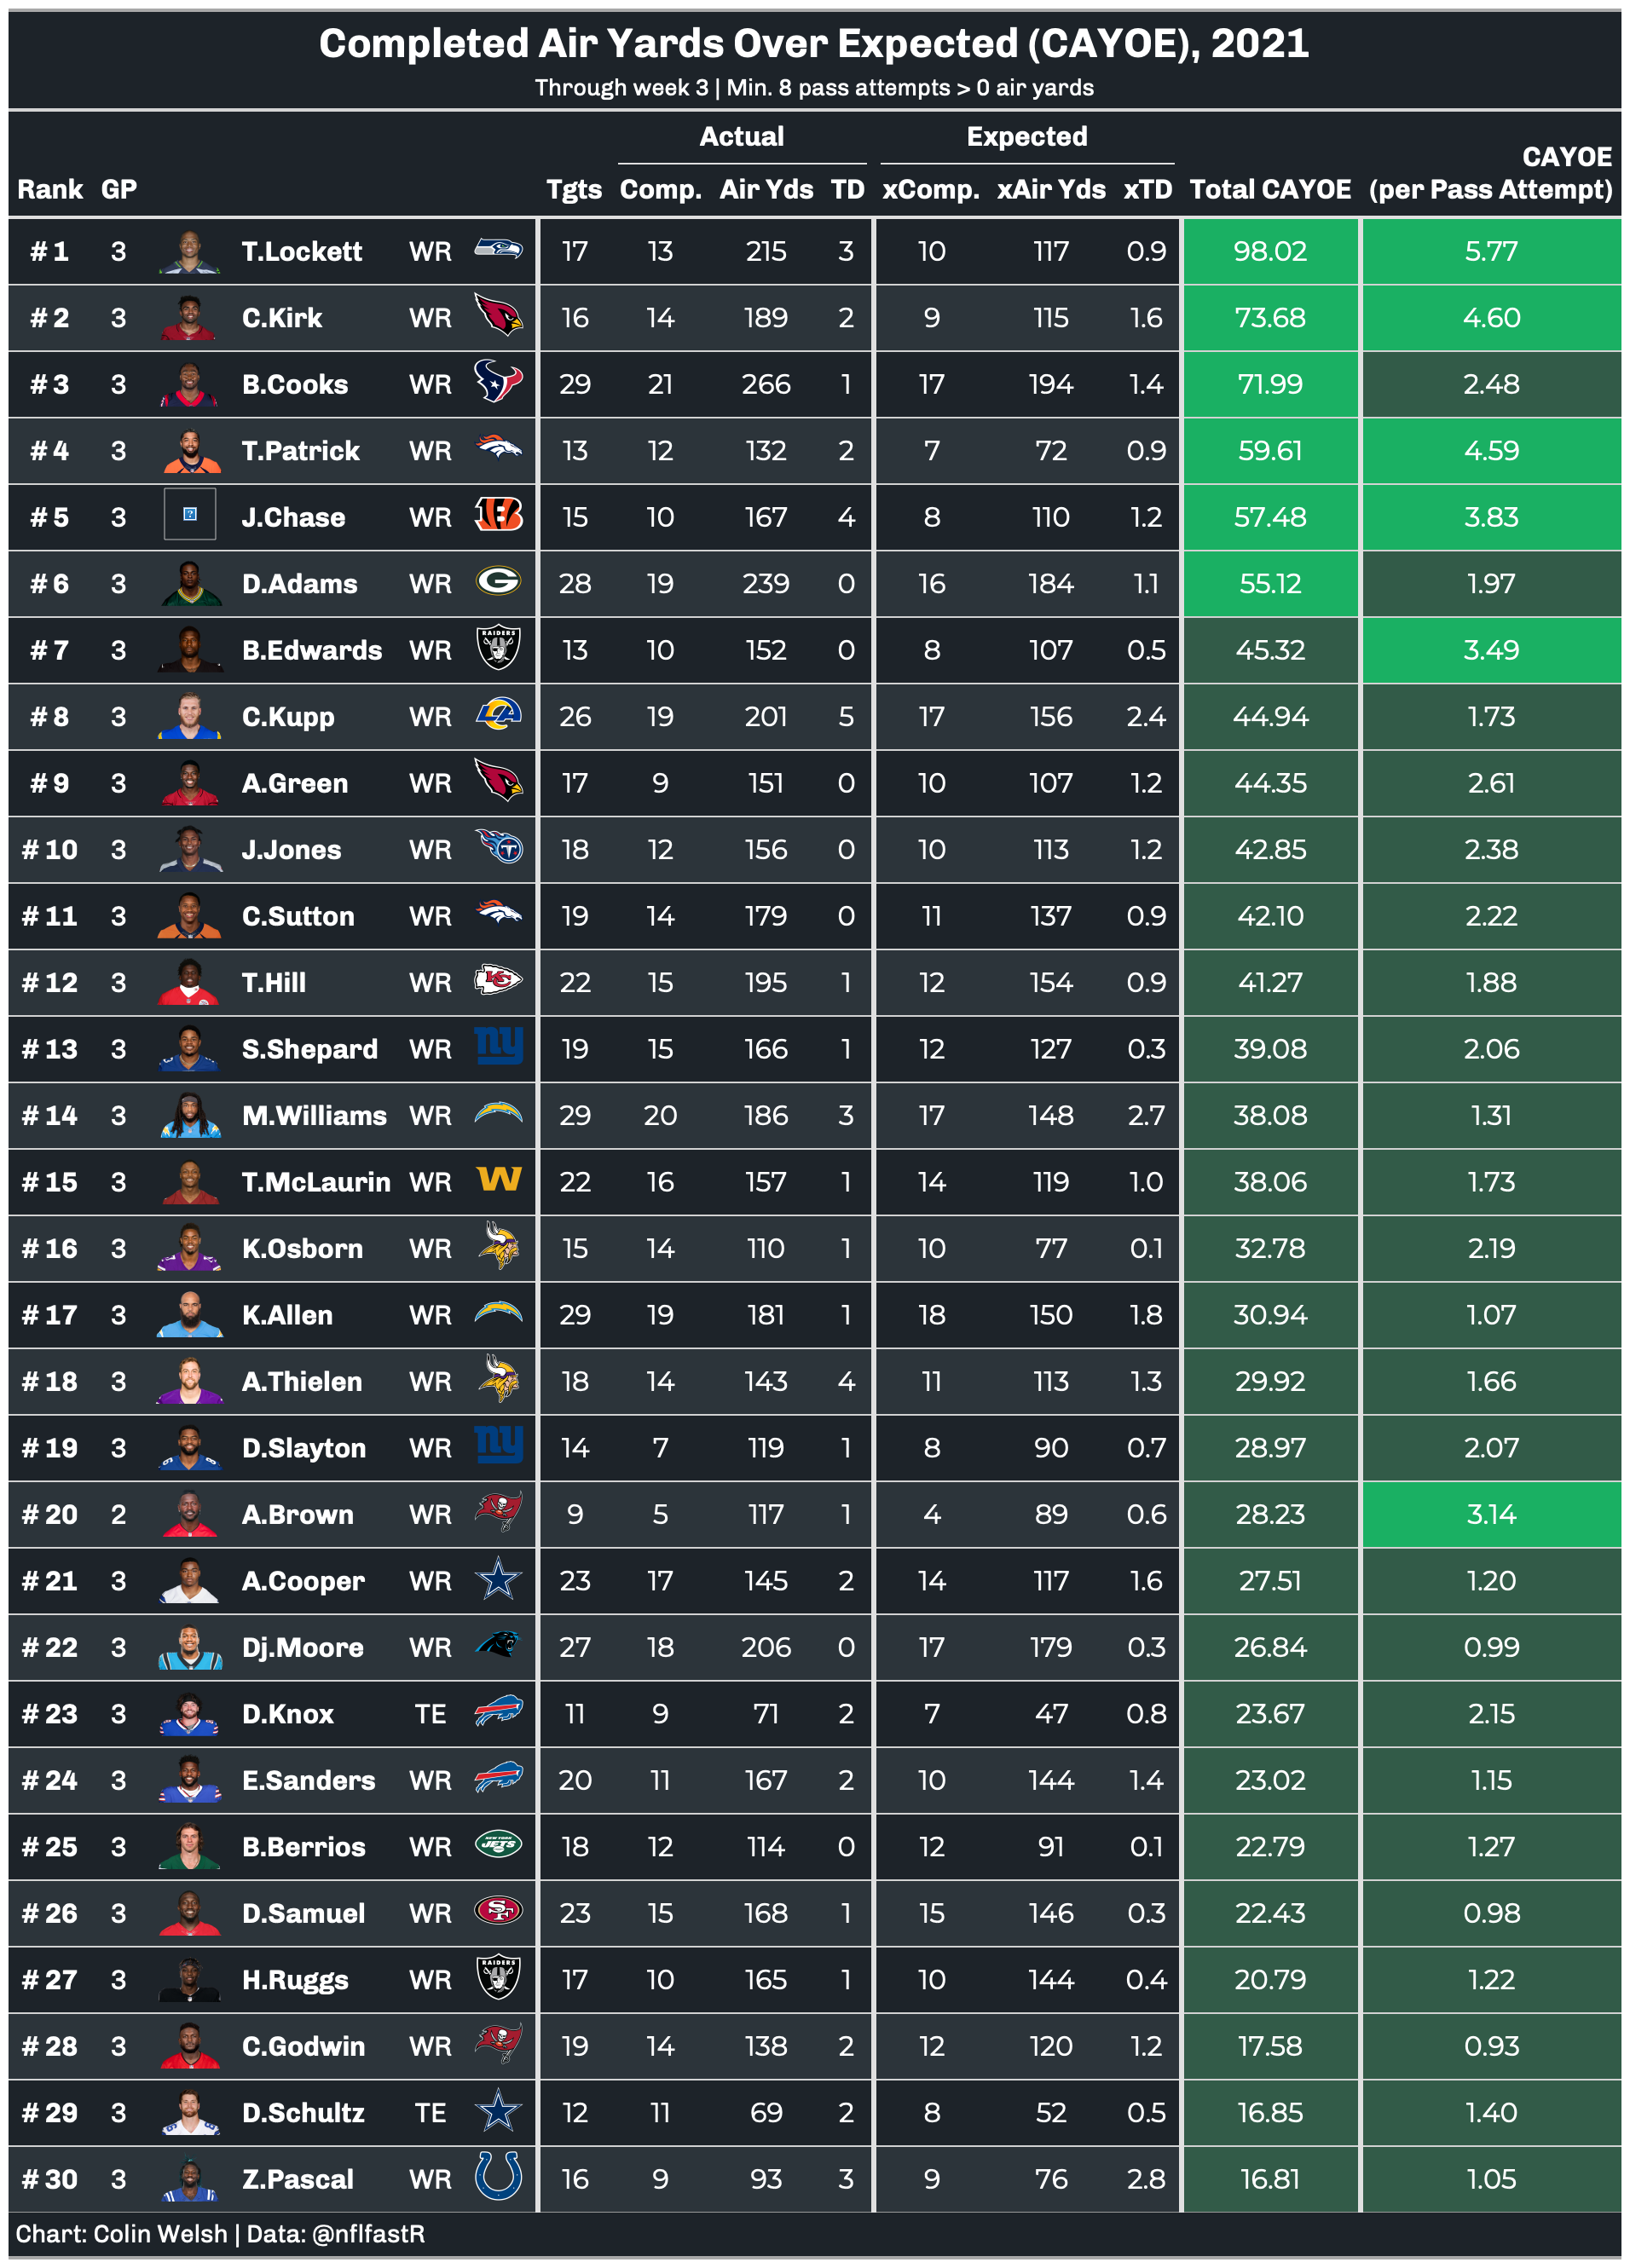 Completed Air Yards Over Expected (CAYOE), 2021
Through week 3 | Min. 8 pass attempts > 0 air yards
Actual Expected
CAYOE
Rank GP Tgts Comp. Air Yds TD xComp. xAir Yds xTD Total CAYOE (per Pass Attempt)
# 1 3 T.Lockett WR 17 13 215 3 10 117 0.9 98.02 5.77
# 2 3 C.Kirk WR 16 14 189 2 9 115 1.6 73.68 4.60
# 3 3 B.Cooks WR 29 21 266 1 17 194 1.4 71.99 2.48
# 4 3 T.Patrick WR 13 12 132 2 7 72 0.9 59.61 4.59
# 5 3 J.Chase WR 15 10 167 4 8 110 1.2 57.48 3.83
# 6 3 D.Adams WR G 28 19 239 0 16 184 1.1 55.12 1.97
# 7 3 B.Edwards WR RAIDERS 13 10 152 0 8 107 0.5 45.32 3.49
# 8 3 C.Kupp WR LA 26 19 201 5 17 156 2.4 44.94 1.73
# 9 3 A.Green WR 17 9 151 0 10 107 1.2 44.35 2.61
# 10 3 J.Jones WR T 18 12 156 0 10 113 1.2 42.85 2.38
# 11 3 C.Sutton WR 19 14 179 0 11 137 0.9 42.10 2.22
# 12 3 T.Hill WR KC 22 15 195 1 12 154 0.9 41.27 1.88
# 13 3 S.Shepard WR ny 19 15 166 1 12 127 0.3 39.08 2.06
# 14 3 M.Williams WR 29 20 186 3 17 148 2.7 38.08 1.31
# 15 3 T.McLaurin WR W 22 16 157 1 14 119 1.0 38.06 1.73
# 16 3 K.Osborn WR 15 14 110 1 10 77 0.1 32.78 2.19
# 17 3 K.Allen WR 29 19 181 1 18 150 1.8 30.94 1.07
# 18 3 A.Thielen WR 18 14 143 4 11 113 1.3 29.92 1.66
# 19 3 D.Slayton WR ny 14 7 119 1 8 90 0.7 28.97 2.07
# 20 2 A.Brown WR 9 5 117 1 4 89 0.6 28.23 3.14
# 21 3 A.Cooper WR 23 17 145 2 14 117 1.6 27.51 1.20
# 22 3 Dj.Moore WR 27 18 206 0 17 179 0.3 26.84 0.99
# 23 3 D.Knox TE 11 9 71 2 7 47 0.8 23.67 2.15
# 24 3 E.Sanders WR 20 11 167 2 10 144 1.4 23.02 1.15
# 25 3 B.Berrios WR NEW YORK JETS 18 12 114 0 12 91 0.1 22.79 1.27
# 26 3 D.Samuel WR SF 23 15 168 1 15 146 0.3 22.43 0.98
# 27 3 H.Ruggs WR RAIDERS 17 10 165 1 10 144 0.4 20.79 1.22
# 28 3 C.Godwin WR 19 14 138 2 12 120 1.2 17.58 0.93
# 29 3 D.Schultz TE 12 11 69 2 8 52 0.5 16.85 1.40
# 30 3 Z.Pascal WR 16 9 93 3 9 76 2.8 16.81 1.05
Chart: Colin Welsh | Data: @nflfastR